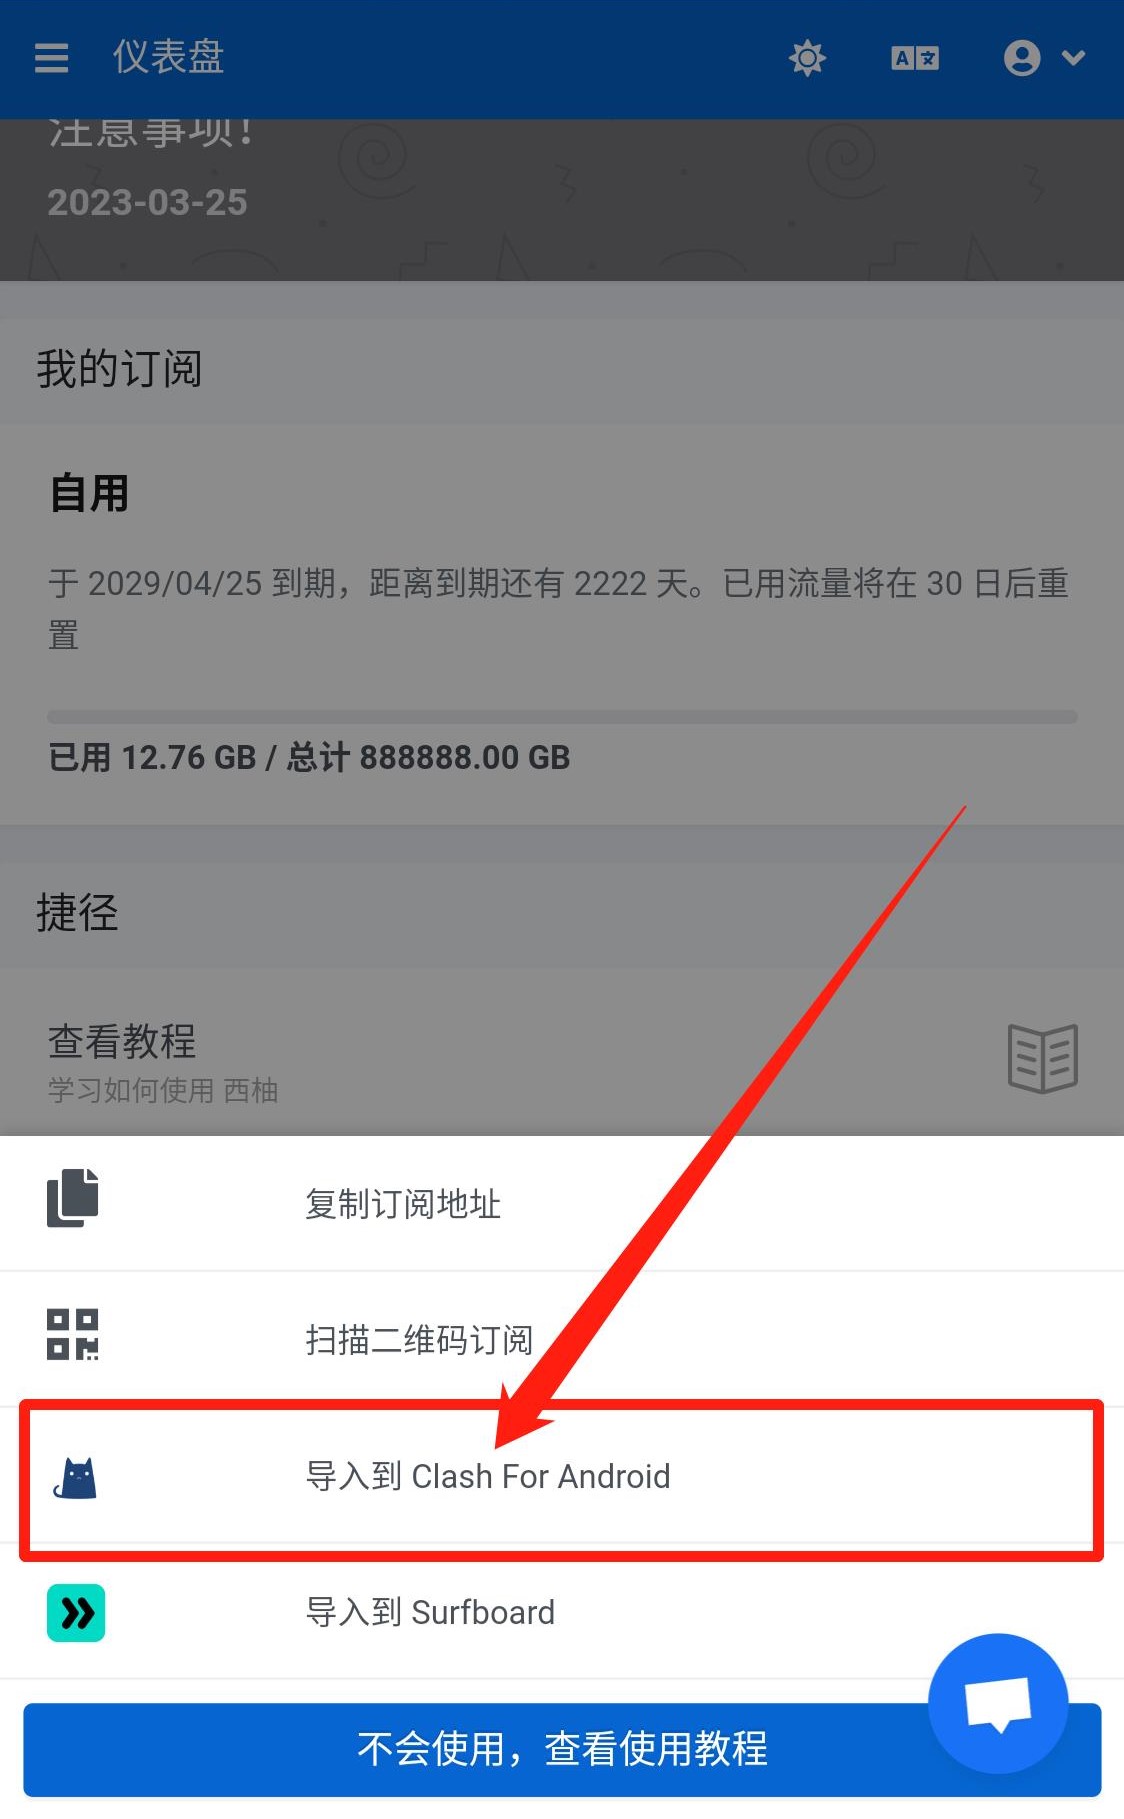 仪表盘
注意事项！
2023-03-25
我的订阅
自用
于 2029/04/25 到期，距离到期还有 2222 天。已用流量将在 30 日后重
置
已用 12.76 GB / 总计 888888.00 GB
捷径
查看教程
学习如何使用 西柚
复制订阅地址
扫描二维码订阅
导入到 Clash For Android
导入到 Surfboard
不会使用，查看使用教程